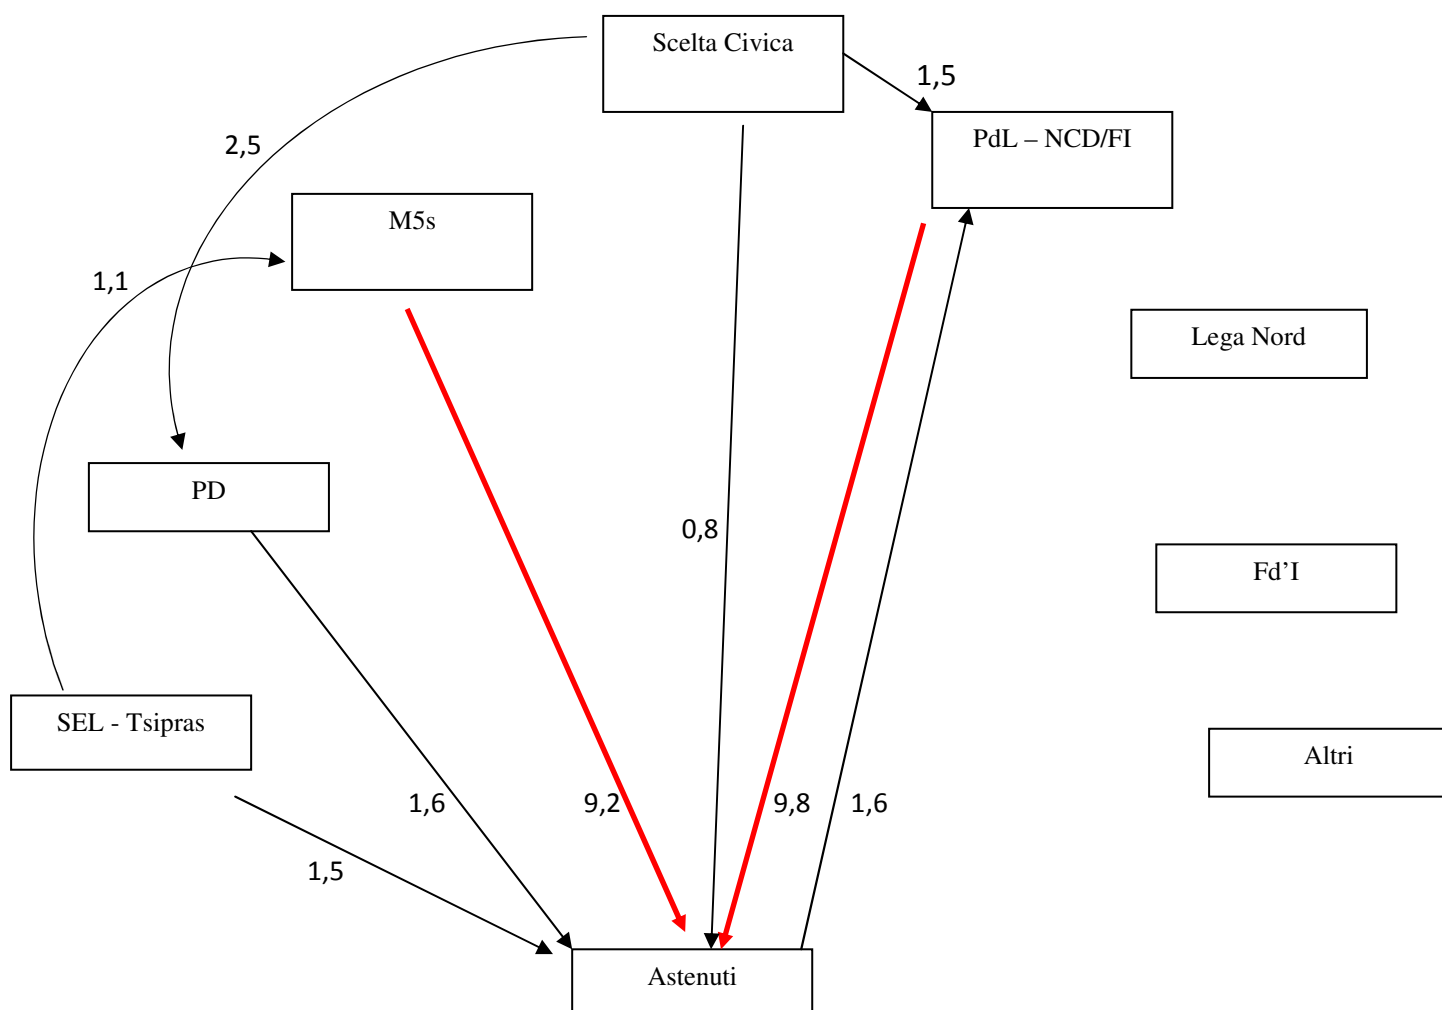 Scelta Civica
1,5
PdL – NCD/FI
2,5
M5s
1,1
Lega Nord
PD
0,8
Fd’I
SEL - Tsipras
Altri
1,6
9,2
9,8
1,6
1,5
Astenuti